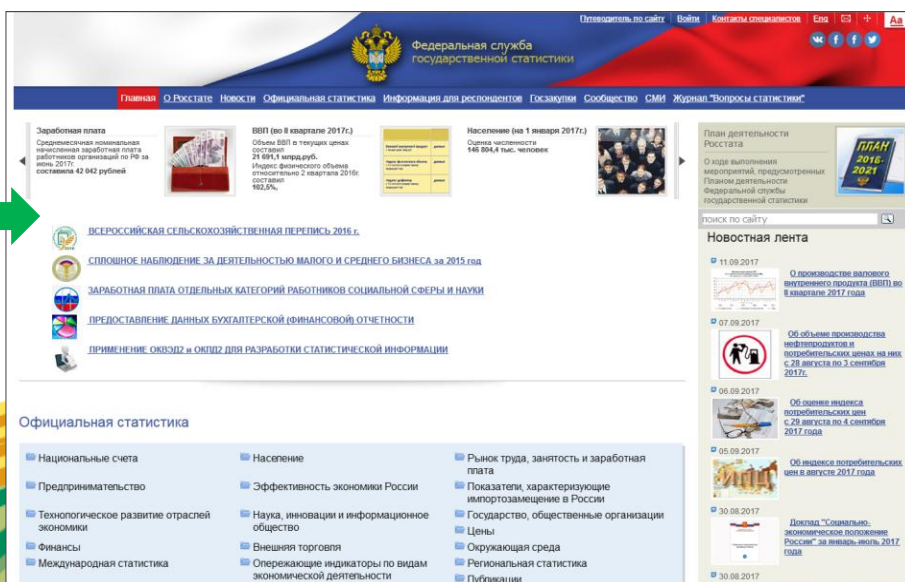 Путеводитель по сайту Войти Контакты специалистов Eng Aa
Федеральная служба
государственной статистики
Главная О Росстате Новости Официальная статистика Информация для респондентов Госзакупки Сообщество СМИ Журнал "Вопросы статистики"
Заработная плата
Среднемесячная номинальная
начисленная заработная плата
работников организаций по РФ за
июнь 2017г.
составила 42 042 рублей
ВВП (во II квартале 2017г.)
Объем ВВП в текущих ценах
составил
21 691,1 млрд.руб.
Индекс физического объема
относительно 2 квартала 2016г.
составил
102,5%,
Население (на 1 января 2017г.)
Оценка численности
146 804,4 тыс. человек
План деятельности
Росстата
О ходе выполнения
мероприятий, предусмотренных
Планом деятельности
Федеральной службы
государственной статистики
ПЛАН
2016-
2021
поиск по сайту
ВСЕРОССИЙСКАЯ СЕЛЬСКОХОЗЯЙСТВЕННАЯ ПЕРЕПИСЬ 2016 г.
СПЛОШНОЕ НАБЛЮДЕНИЕ ЗА ДЕЯТЕЛЬНОСТЬЮ МАЛОГО И СРЕДНЕГО БИЗНЕСА за 2015 год
ЗАРАБОТНАЯ ПЛАТА ОТДЕЛЬНЫХ КАТЕГОРИЙ РАБОТНИКОВ СОЦИАЛЬНОЙ СФЕРЫ И НАУКИ
ПРЕДОСТАВЛЕНИЕ ДАННЫХ БУХГАЛТЕРСКОЙ (ФИНАНСОВОЙ) ОТЧЕТНОСТИ
ПРИМЕНЕНИЕ ОКВЭД2 и ОКПД2 ДЛЯ РАЗРАБОТКИ СТАТИСТИЧЕСКОЙ ИНФОРМАЦИИ
Новостная лента
11.09.2017
О производстве валового
внутреннего продукта (ВВП) во
II квартале 2017 года
07.09.2017
Об объеме производства
нефтепродуктов и
потребительских ценах на них
с 28 августа по 3 сентября
2017г.
06.09.2017
Об оценке индекса
потребительских цен
с 29 августа по 4 сентября
2017 года
05.09.2017
Об индексе потребительских
цен в августе 2017 года
ИПЦ
30.08.2017
Доклад "Социально-
экономическое положение
России" за январь-июль 2017
года
30.08.2017
Официальная статистика
Национальные счета
Население
Рынок труда, занятость и заработная
плата
Предпринимательство
Эффективность экономики России
Показатели, характеризующие
импортозамещение в России
Технологическое развитие отраслей
экономики
Наука, инновации и информационное
общество
Государство, общественные организации
Цены
Финансы
Внешняя торговля
Окружающая среда
Международная статистика
Опережающие индикаторы по видам
экономической деятельности
Региональная статистика
Публикации